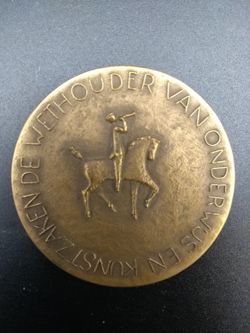 DE WETHOUDER VAN ONDERWIJS EN KUNSTZAKEN